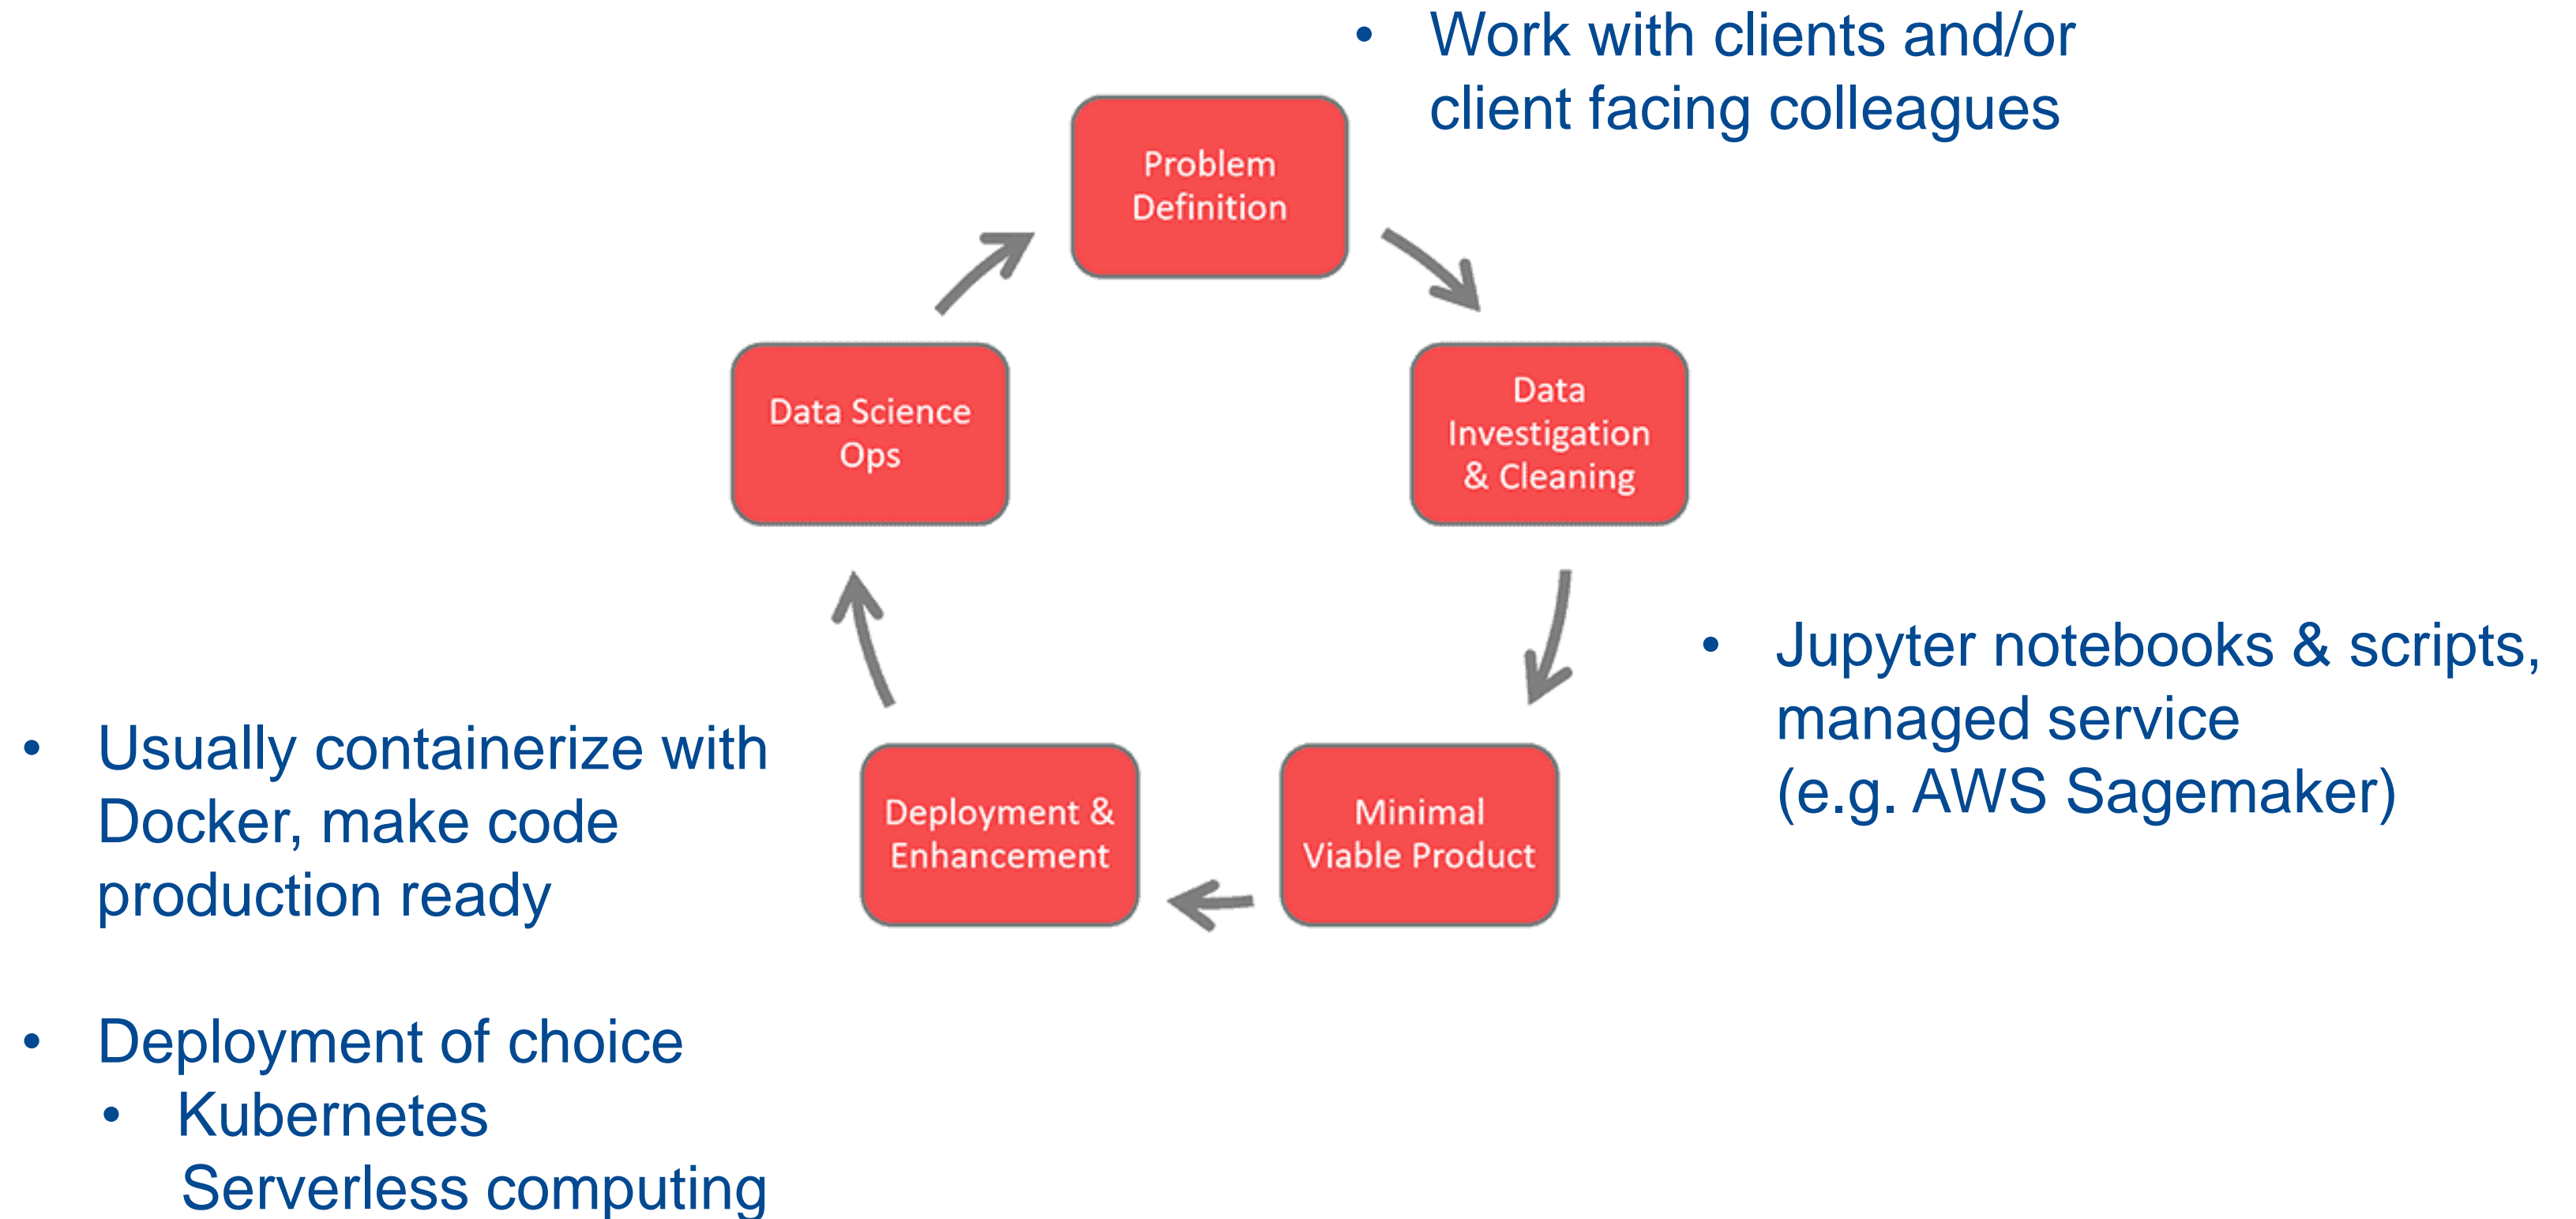 • Work with clients and/or
client facing colleagues
Problem
Definition
Data
Investigation
& Cleaning
Data Science
Ops
• Jupyter notebooks & scripts,
managed service
(e.g. AWS Sagemaker)
Minimal
Viable Product
Deployment &
Enhancement
• Usually containerize with
Docker, make code
production ready
• Deployment of choice
• Kubernetes
Serverless computing